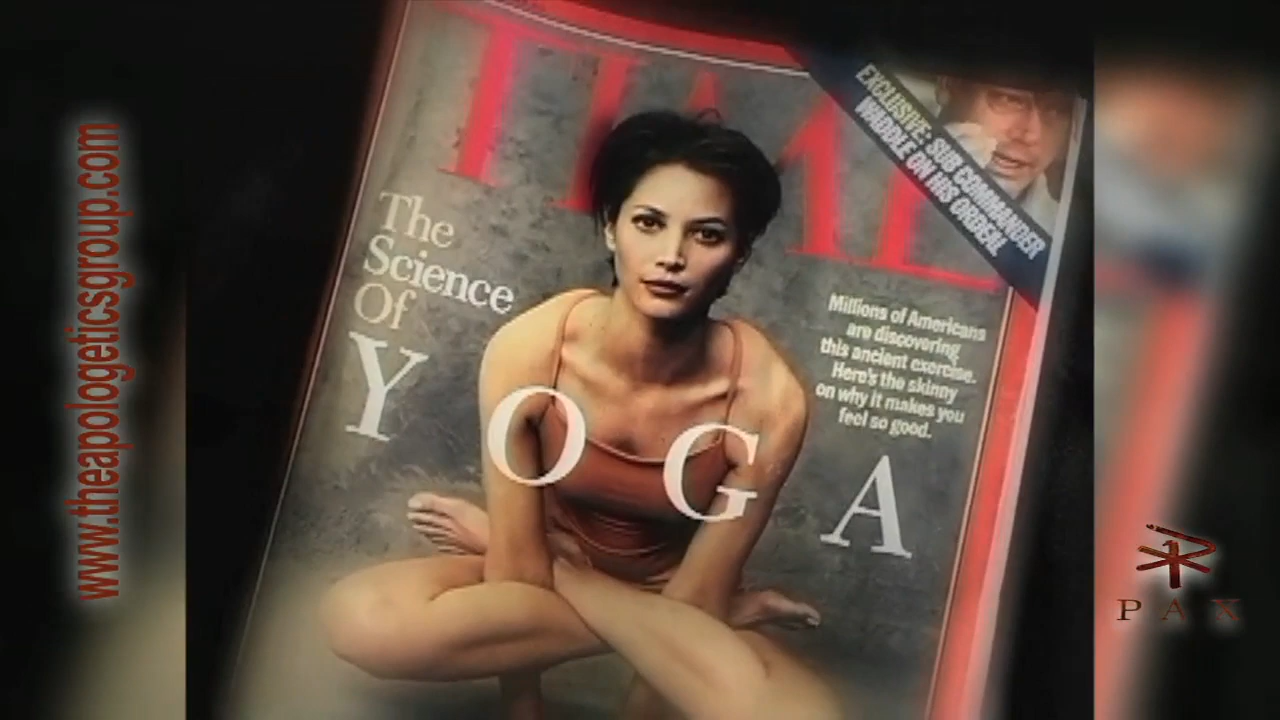 www.theapologeticsgroup.com
TIME
EXCLUSIVE: SUB COMMANDER
WADDLE ON HIS ORDEAL
The
Science
Of
YOGA
Millions of Americans
are discovering
this ancient exercise.
Here's the skinny
on why it makes you
feel so good.
PAX